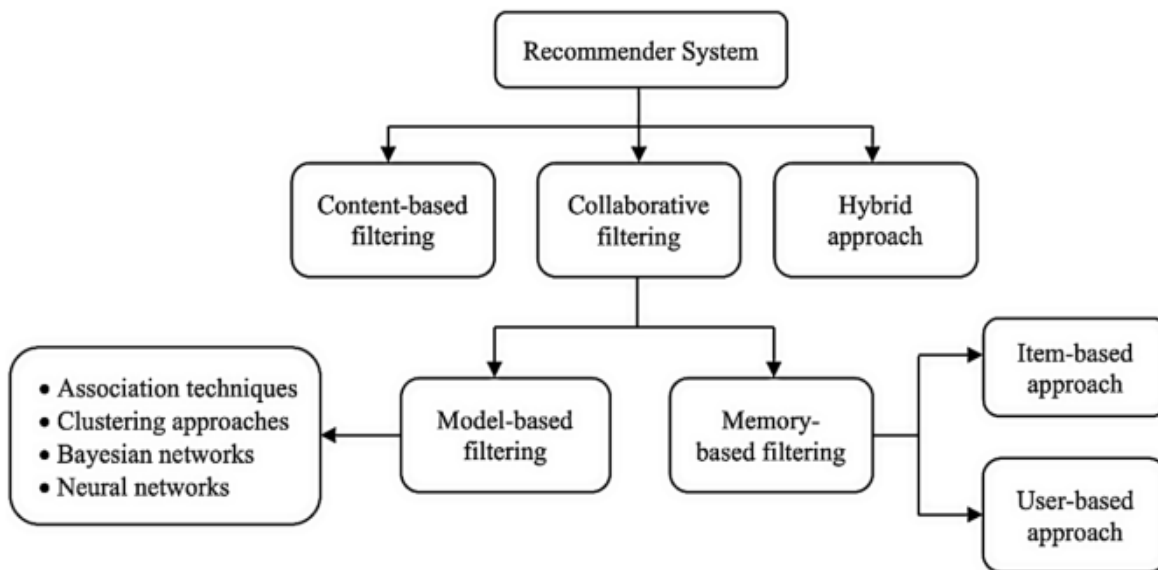 Recommender System
Content-based
filtering
Collaborative
filtering
Hybrid
approach
• Association techniques
• Clustering approaches
• Bayesian networks
• Neural networks
Model-based
filtering
Memory-
based filtering
Item-based
approach
User-based
approach